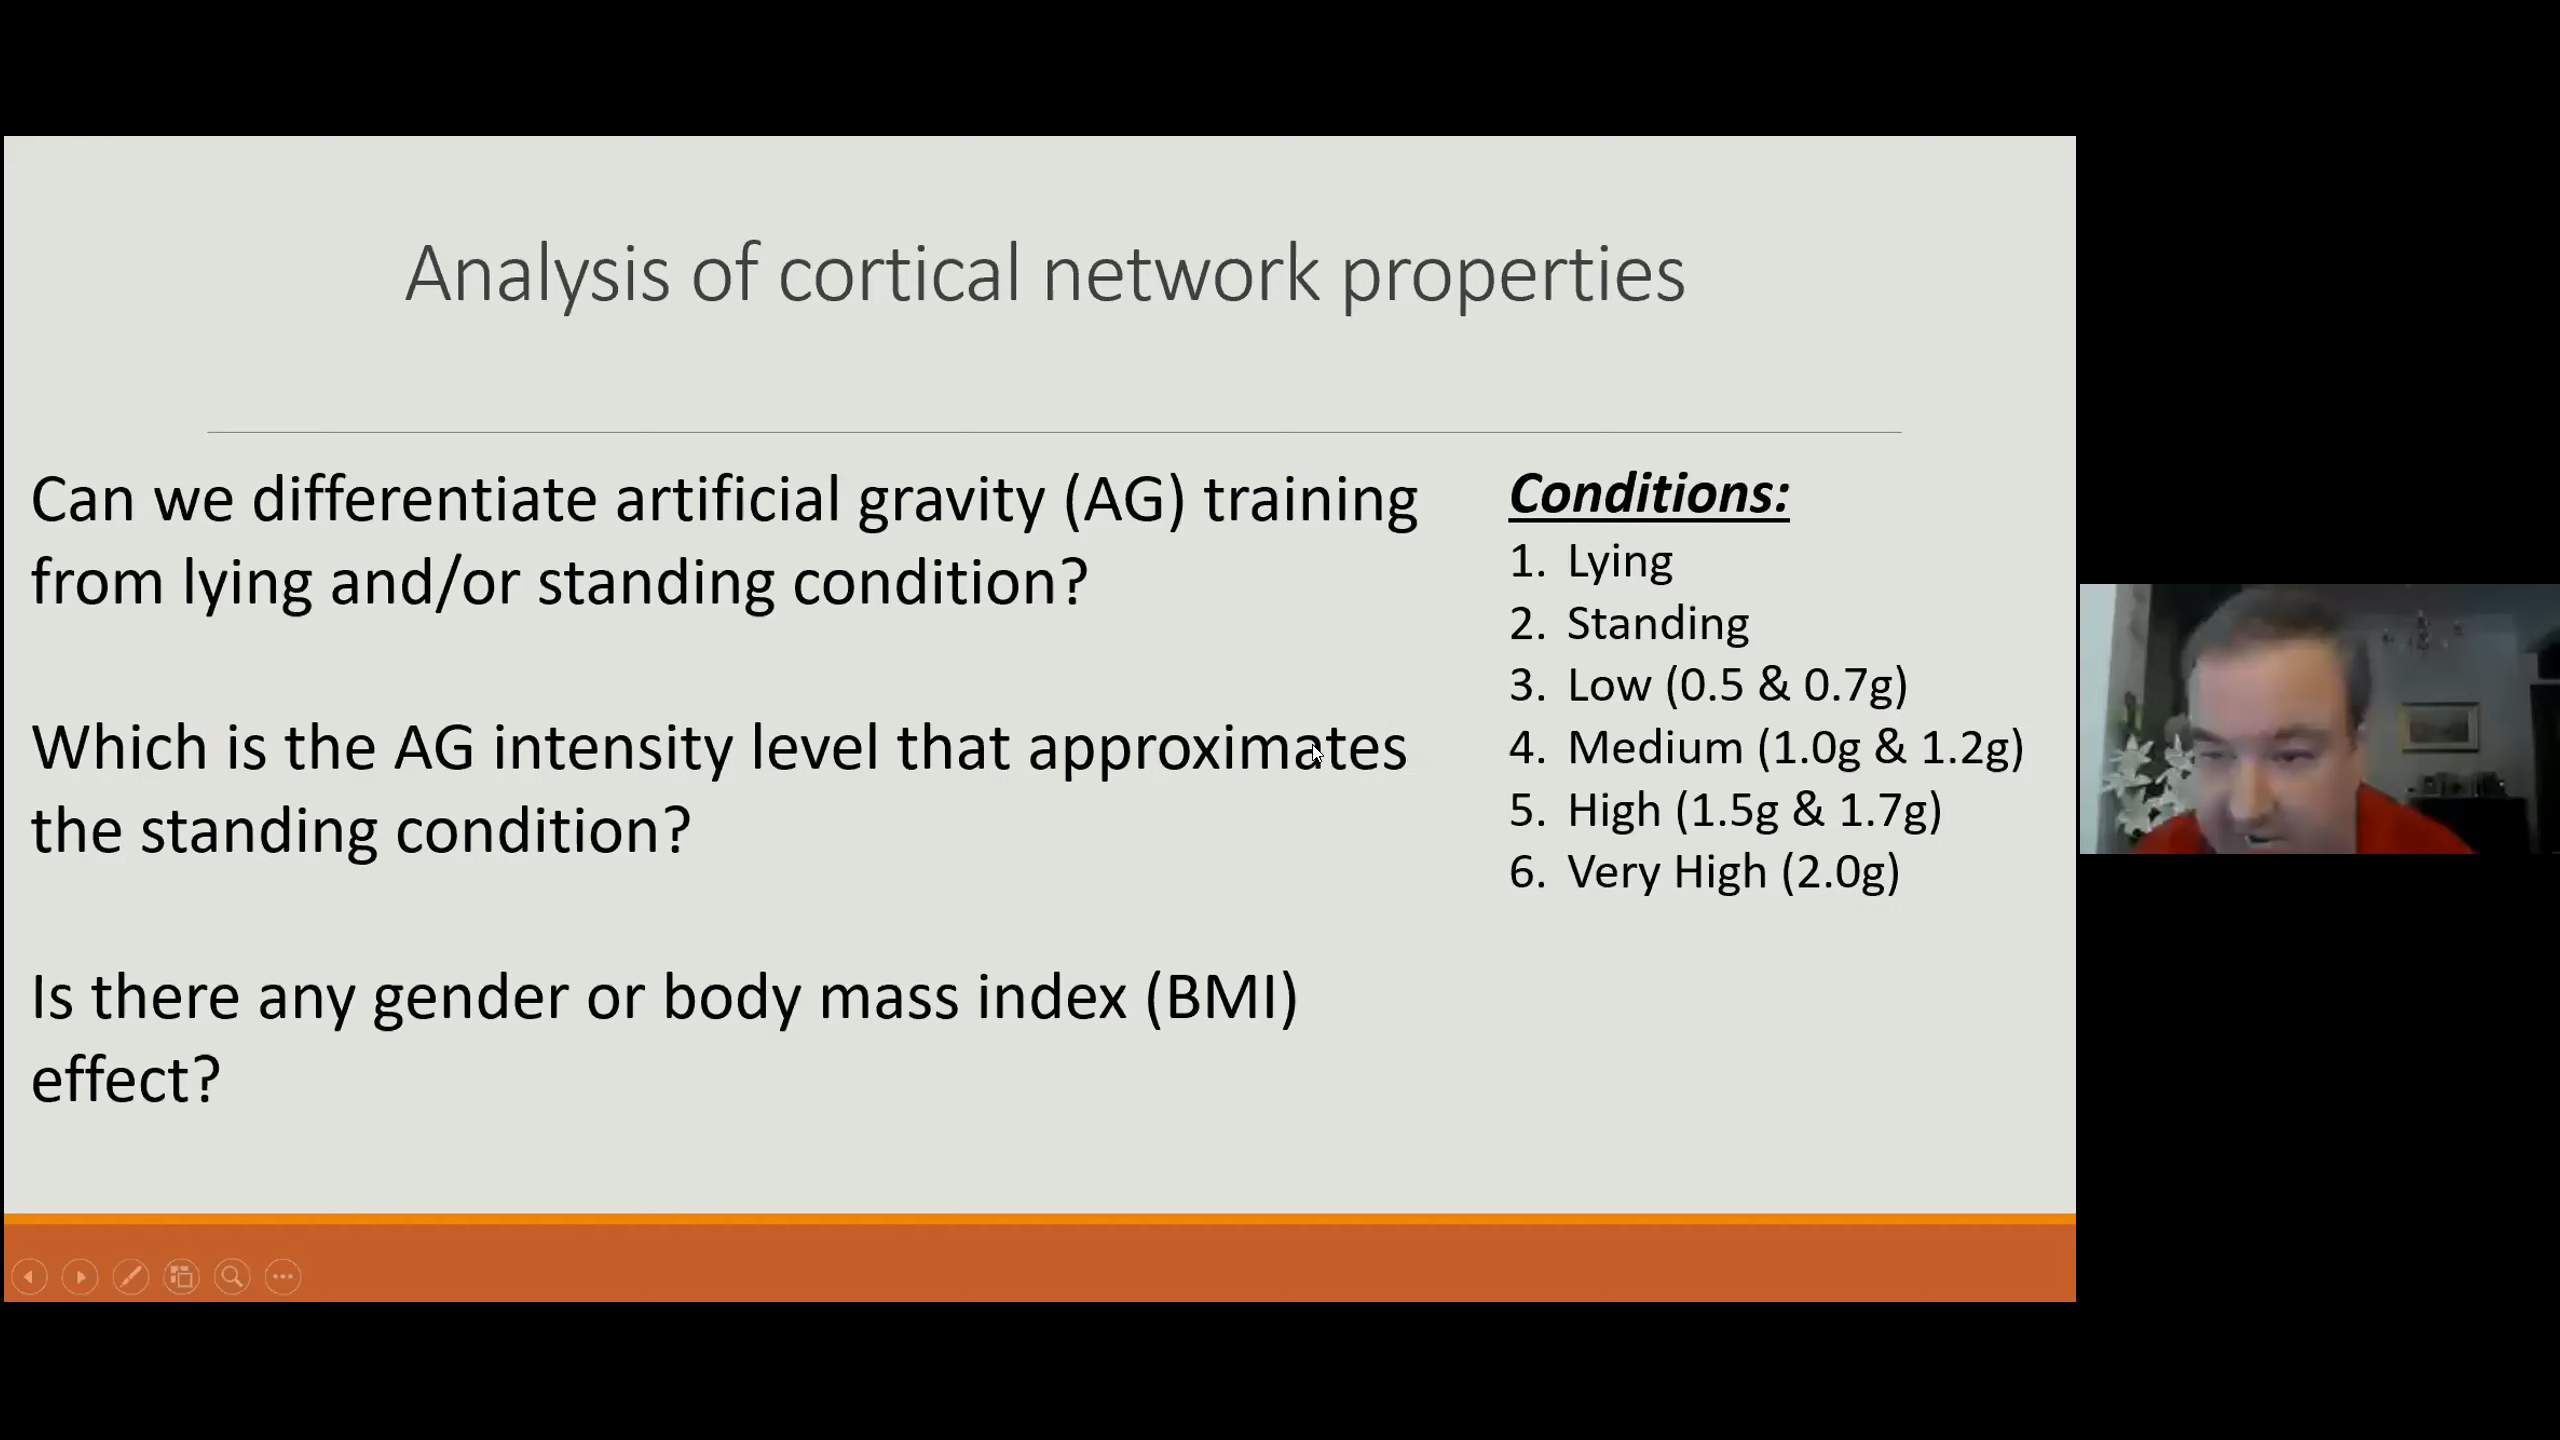 Analysis of cortical network properties
Can we differentiate artificial gravity (AG) training
from lying and/or standing condition?
Which is the AG intensity level that approximates
the standing condition?
Is there any gender or body mass index (BMI)
effect?
Conditions:
1. Lying
2. Standing
3. Low (0.5 & 0.7g)
4. Medium (1.0g & 1.2g)
5. High (1.5g & 1.7g)
6. Very High (2.0g)